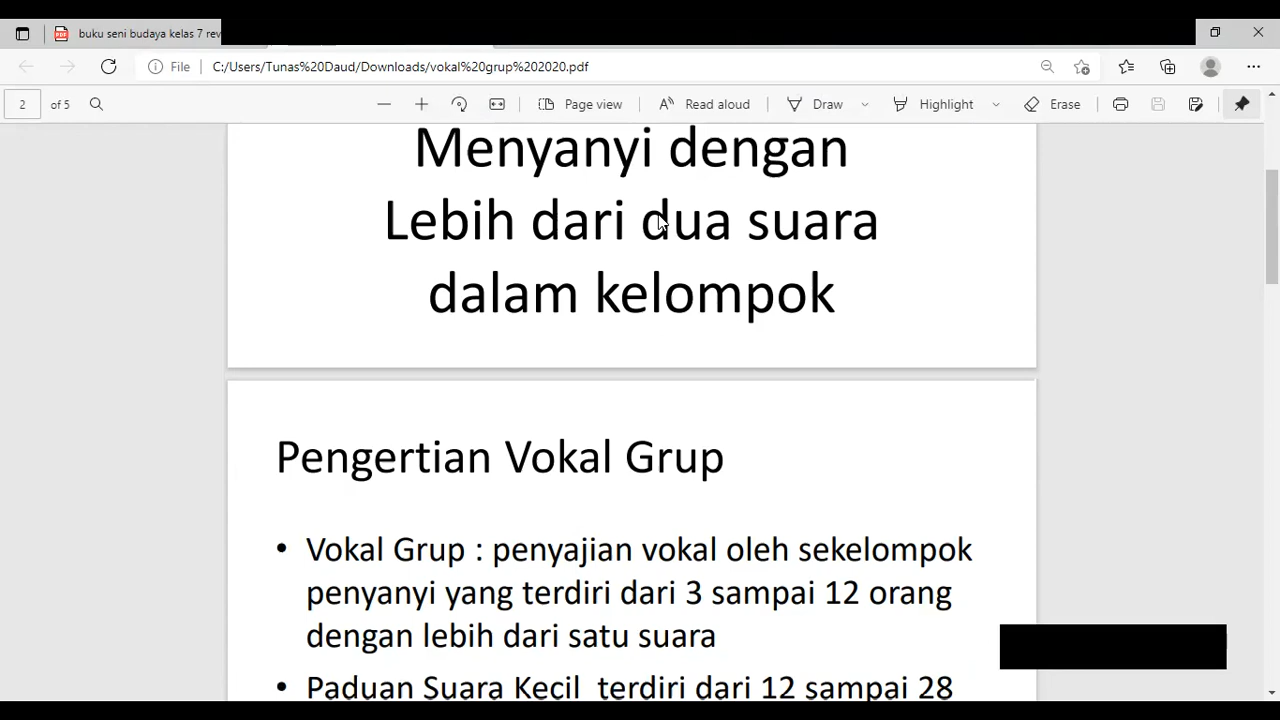 buku seni budaya kelas 7 rev
File C:/Users/Tunas%20Daud/Downloads/vokal%20grup%202020.pdf
2 of 5 Page view Read aloud Draw Highlight Erase
Menyanyi dengan
Lebih dari dua suara
dalam kelompok
Pengertian Vokal Grup
• Vokal Grup : penyajian vokal oleh sekelompok
penyanyi yang terdiri dari 3 sampai 12 orang
dengan lebih dari satu suara
• Paduan Suara Kecil terdiri dari 12 sampai 28